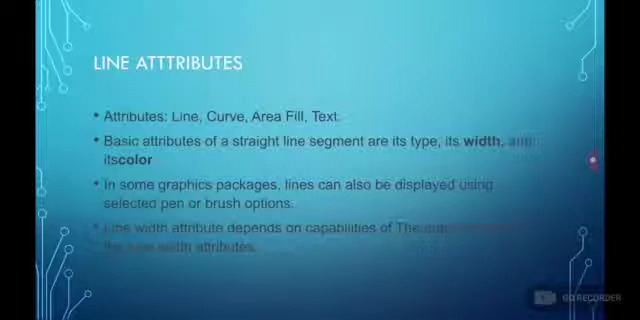 LINE ATTTRIBUTES
• Attributes: Line, Curve, Area Fill, Text.
• Basic attributes of a straight line segment are its type, its width, and
itscolor
• In some graphics packages, lines can also be displayed using
selected pen or brush options.
• Line width attribute depends on capabilities of The
the line width attributes.
GO RECORDER